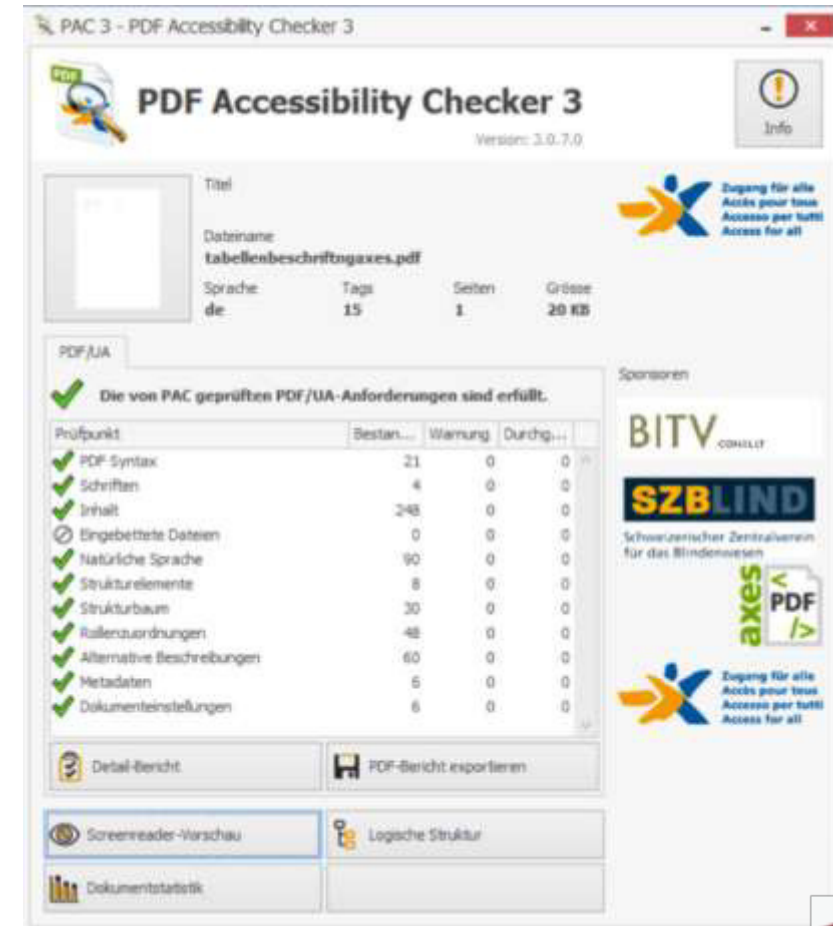 PAC 3 - PDF Accessibility Checker 3
PDF
PDF Accessibility Checker 3
Version: 3.0.7.0
Info
Titel
Dateiname
tabellenbeschriftngaxes.pdf
Sprache Tags Seiten Grösse
de 15 1 20 KB
Zugang für alle
Accès pour tous
Accesso per tutti
Access for all
PDF/UA
Die von PAC geprüften PDF/UA-Anforderungen sind erfüllt.
Prüfpunkt Bestan... Warnung Durchg...
PDF Syntax 21 0 0
Schriften 4 0 0
Inhalt 248 0 0
Eingebettete Dateien 0 0 0
Natürliche Sprache 90 0 0
Strukturelemente 8 0 0
Strukturbaum 30 0 0
Rollenzuordnungen 48 0 0
Alternative Beschreibungen 60 0 0
Metadaten 6 0 0
Dokumenteinstellungen 6 0 0
Detail-Bericht
PDF-Bericht exportieren
Screenreader-Vorschau
Logische Struktur
Dokumentstatistik
Sponsoren
BITV CONSULT
SZBLIND
Schweizerischer Zentralverein
für das Blindenwesen
axes
<
PDF
/>
Zugang für alle
Accès pour tous
Accesso per tutti
Access for all